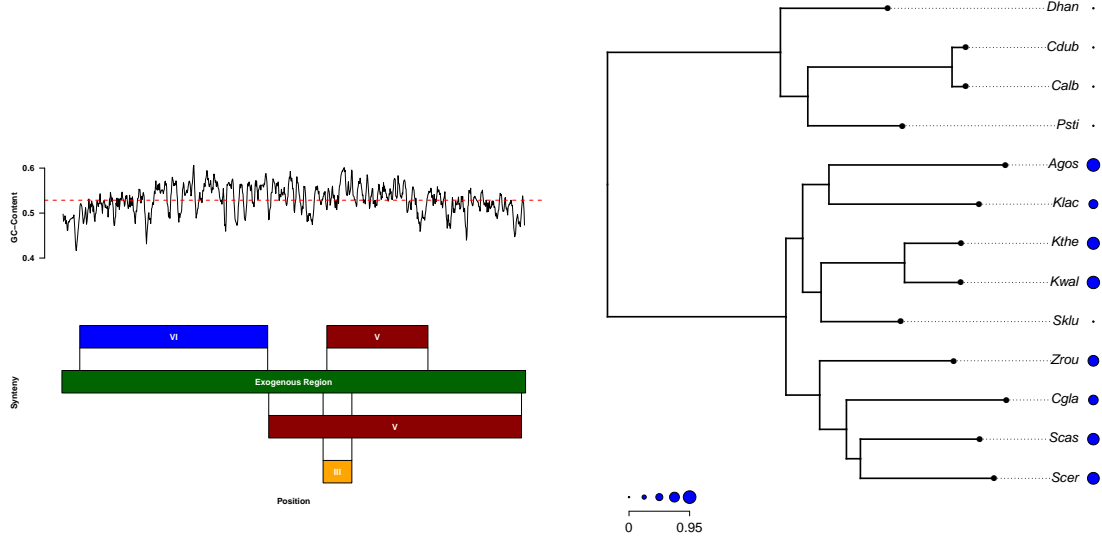 0.6
0.5
0.4
GC−Content
VI
V
Exogenous Region
V
III
Synteny
Position
Dhan
Cdub
Calb
Psti
Agos
Klac
Kthe
Kwal
Sklu
Zrou
Cgla
Scas
Scer
0 0.95